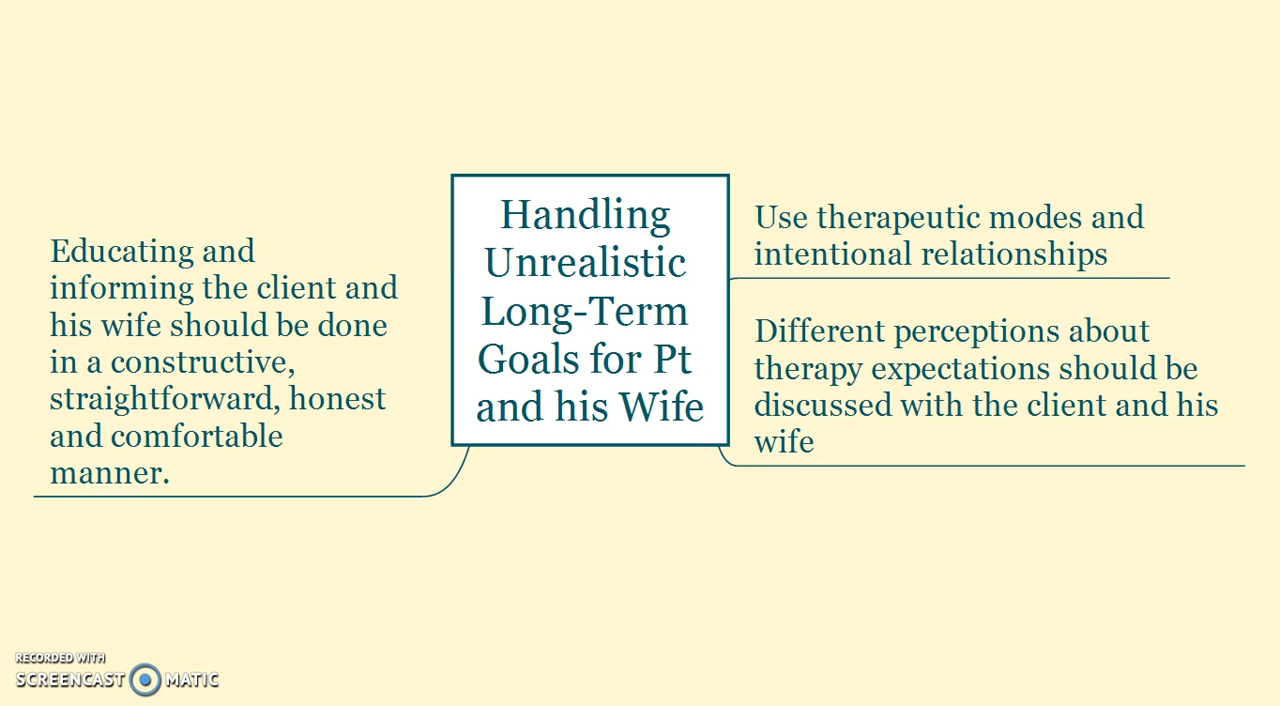 Handling
Unrealistic
Long-Term
Goals for Pt
and his Wife
Use therapeutic modes and
intentional relationships
Different perceptions about
therapy expectations should be
discussed with the client and his
wife
Educating and
informing the client and
his wife should be done
in a constructive,
straightforward, honest
and comfortable
manner.
RECORDED WITH
SCREENCAST MATIC